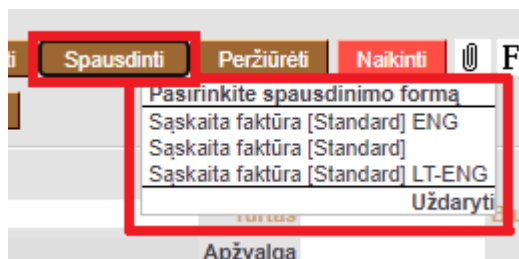 Spausdinti Peržiūrėti Naikinti
Pasirinkite spausdinimo formą
Sąskaita faktūra [Standard] ENG
Sąskaita faktūra [Standard]
Sąskaita faktūra [Standard] LT-ENG
Uždaryti
Turtas
Apžvalga